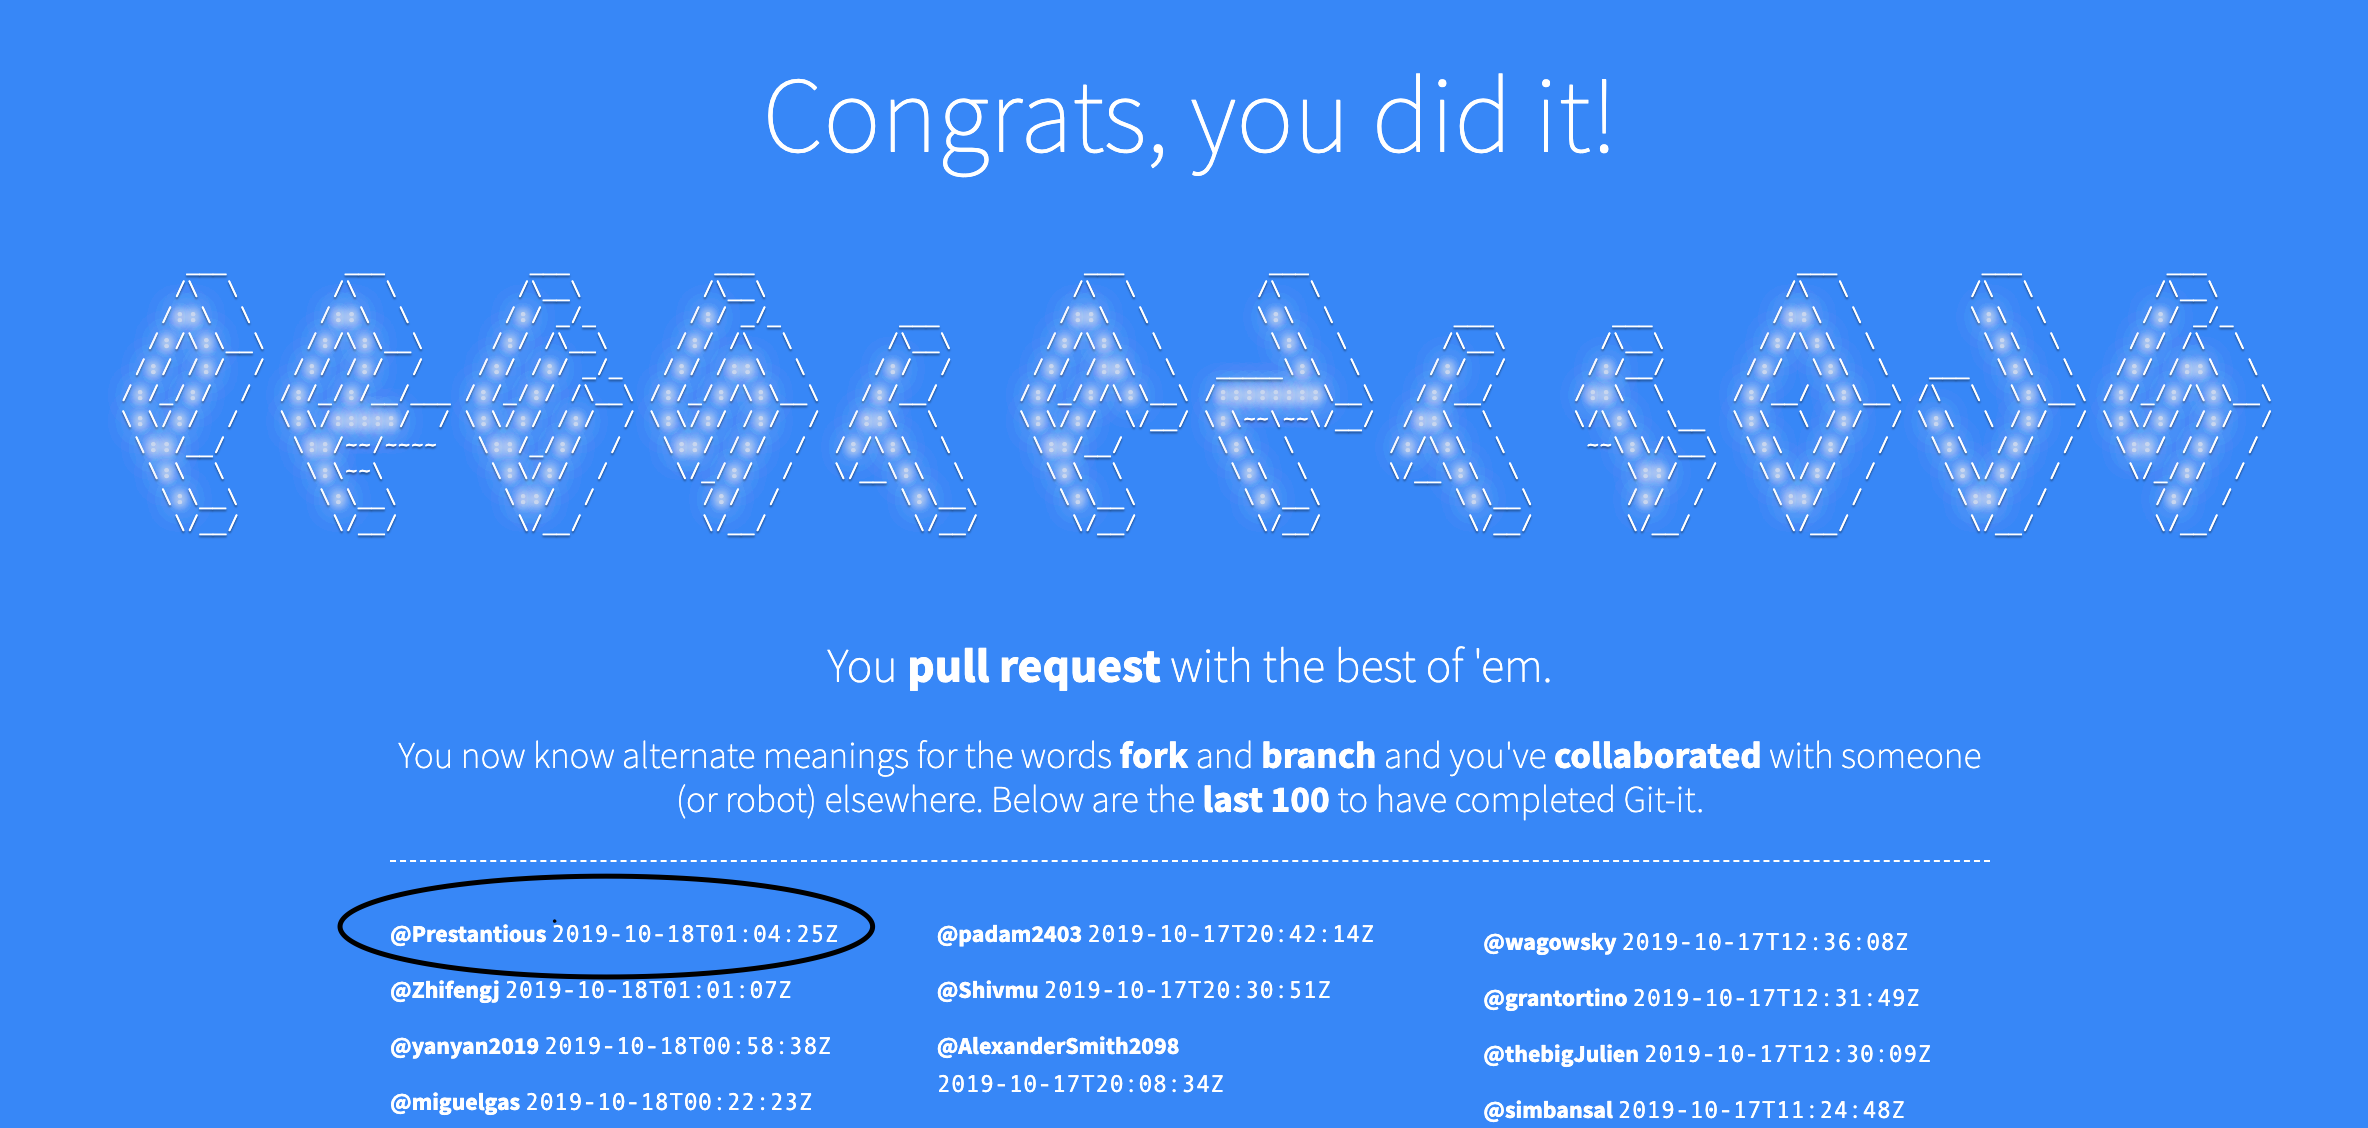 Congrats, you did it!
You pull request with the best of 'em.
You now know alternate meanings for the words fork and branch and you've collaborated with someone
(or robot) elsewhere. Below are the last 100 to have completed Git-it.
@Prestantious 2019-10-18T01:04:25Z
@Zhifengj 2019-10-18T01:01:07Z
@yanyan2019 2019-10-18T00:58:38Z
@miguelgas 2019-10-18T00:22:23Z
@padam2403 2019-10-17T20:42:14Z
@Shivmu 2019-10-17T20:30:51Z
@AlexanderSmith2098
2019-10-17T20:08:34Z
@wagowsky 2019-10-17T12:36:08Z
@grantortino 2019-10-17T12:31:49Z
@thebigJulien 2019-10-17T12:30:09Z
@simbansal 2019-10-17T11:24:48Z